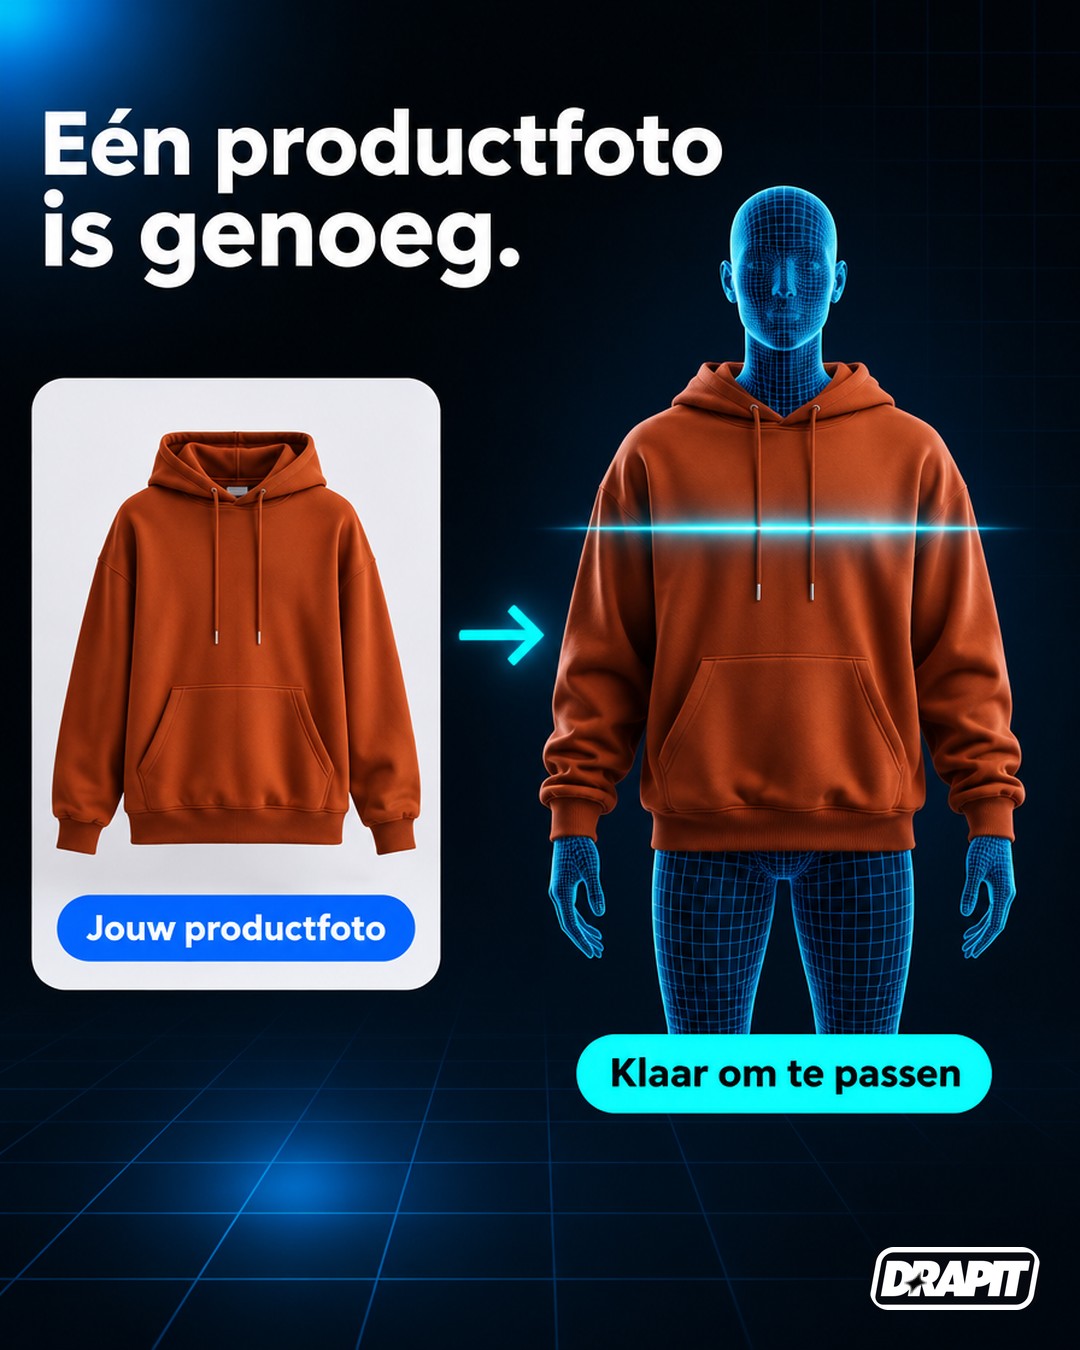 Eén productfoto
is genoeg.
Jouw productfoto
Klaar om te passen
DRAPIT